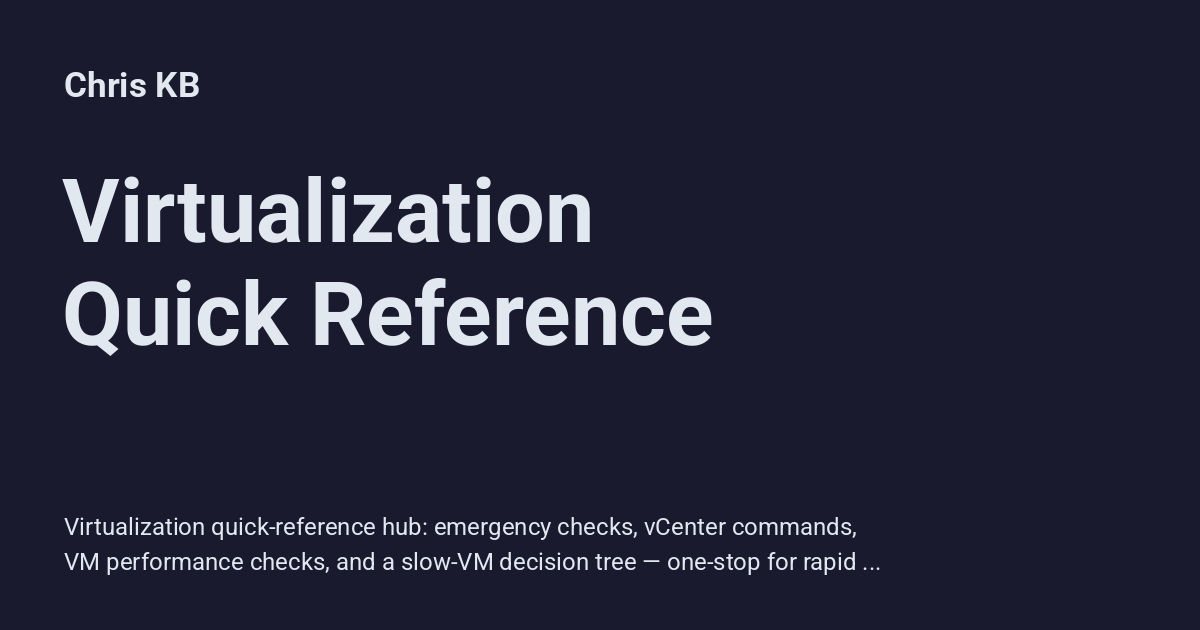 Chris KB
Virtualization
Quick Reference
Virtualization quick-reference hub: emergency checks, vCenter commands,
VM performance checks, and a slow-VM decision tree — one-stop for rapid ...